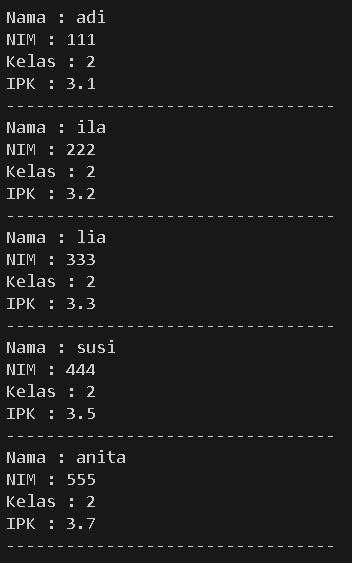 Nama : adi
NIM : 111
Kelas : 2
IPK : 3.1
---------------------------------
Nama : ila
NIM : 222
Kelas : 2
IPK : 3.2
---------------------------------
Nama : lia
NIM : 333
Kelas : 2
IPK : 3.3
---------------------------------
Nama : susi
NIM : 444
Kelas : 2
IPK : 3.5
---------------------------------
Nama : anita
NIM : 555
Kelas : 2
IPK : 3.7
---------------------------------